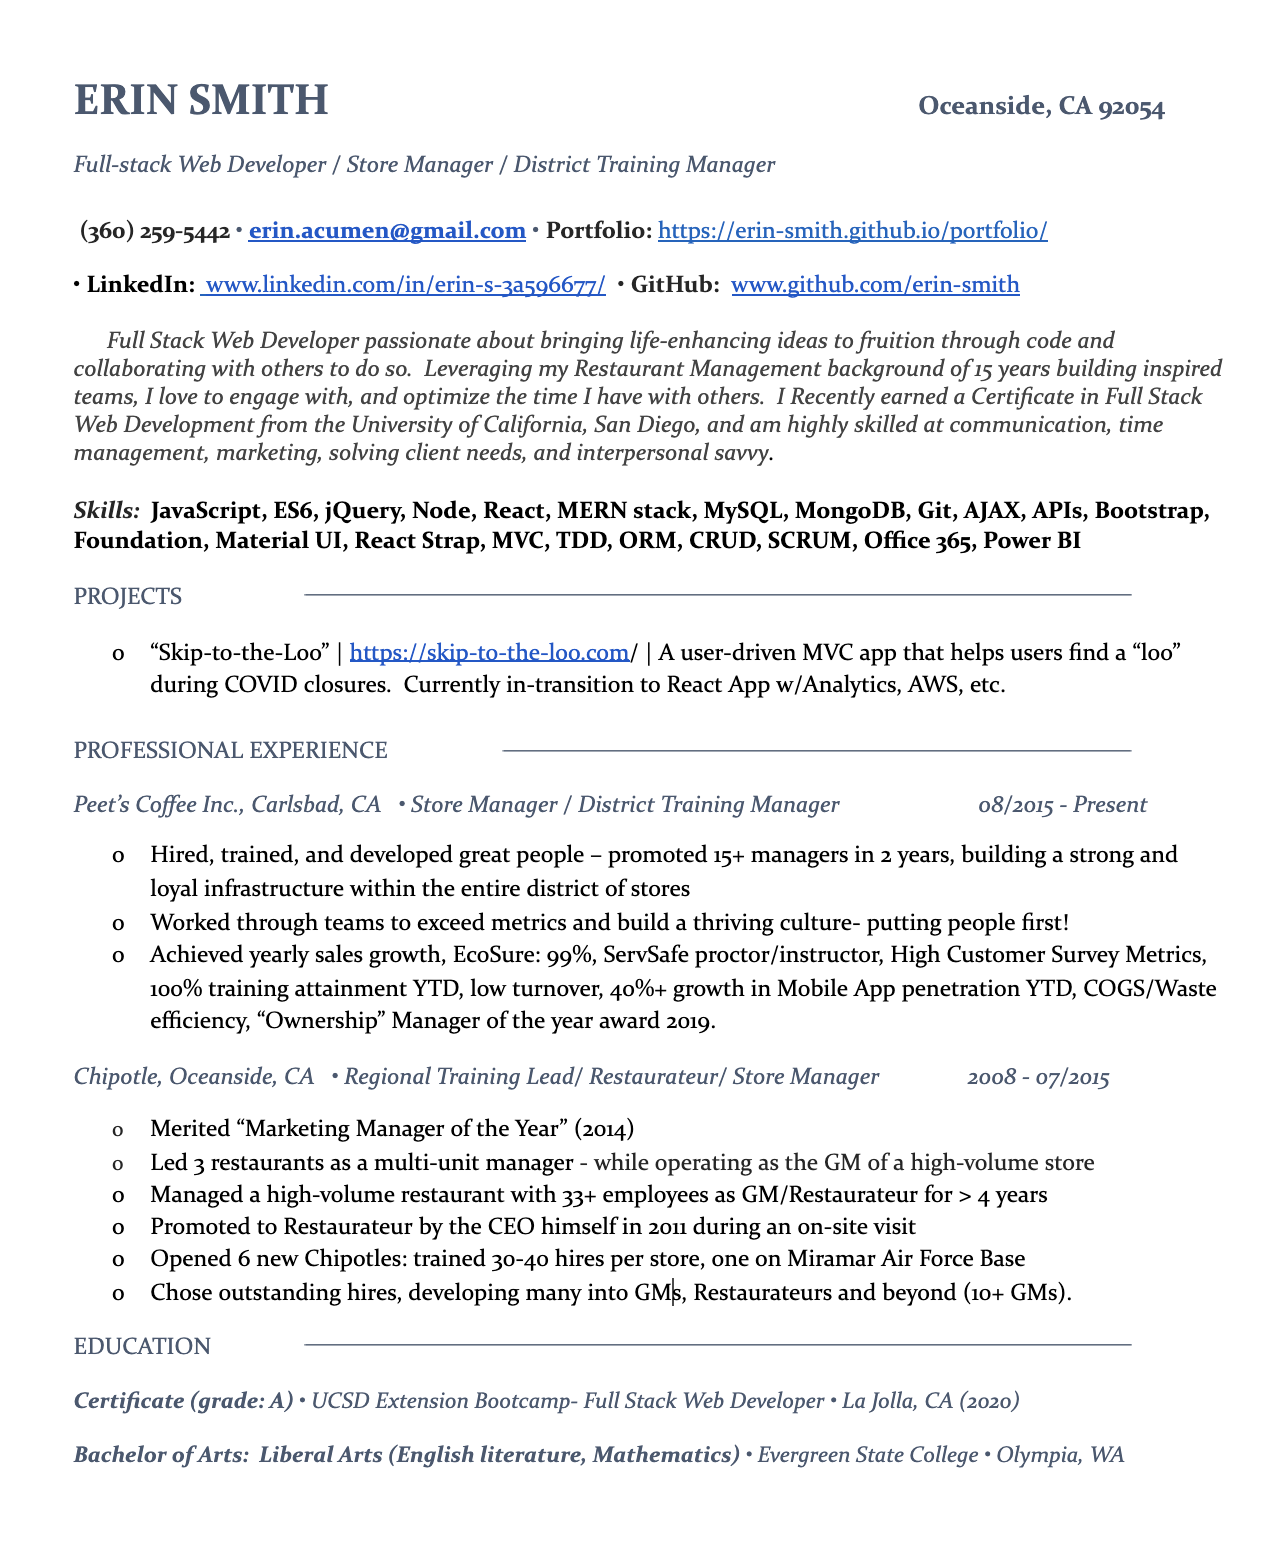 ERIN SMITH Oceanside, CA 92054
Full-stack Web Developer / Store Manager / District Training Manager
(360) 259-5442 • erin.acumen@gmail.com • Portfolio: https://erin-smith.github.io/portfolio/
• LinkedIn: www.linkedin.com/in/erin-s-3a596677/ • GitHub: www.github.com/erin-smith
Full Stack Web Developer passionate about bringing life-enhancing ideas to fruition through code and
collaborating with others to do so. Leveraging my Restaurant Management background of 15 years building inspired
teams, I love to engage with, and optimize the time I have with others. I Recently earned a Certificate in Full Stack
Web Development from the University of California, San Diego, and am highly skilled at communication, time
management, marketing, solving client needs, and interpersonal savvy.
Skills: JavaScript, ES6, jQuery, Node, React, MERN stack, MySQL, MongoDB, Git, AJAX, APIs, Bootstrap,
Foundation, Material UI, React Strap, MVC, TDD, ORM, CRUD, SCRUM, Office 365, Power BI
PROJECTS
o “Skip-to-the-Loo” | https://skip-to-the-loo.com/ | A user-driven MVC app that helps users find a “loo”
during COVID closures. Currently in-transition to React App w/Analytics, AWS, etc.
PROFESSIONAL EXPERIENCE
Peet’s Coffee Inc., Carlsbad, CA • Store Manager / District Training Manager 08/2015 - Present
o Hired, trained, and developed great people – promoted 15+ managers in 2 years, building a strong and
loyal infrastructure within the entire district of stores
o Worked through teams to exceed metrics and build a thriving culture- putting people first!
o Achieved yearly sales growth, EcoSure: 99%, ServSafe proctor/instructor, High Customer Survey Metrics,
100% training attainment YTD, low turnover, 40%+ growth in Mobile App penetration YTD, COGS/Waste
efficiency, “Ownership” Manager of the year award 2019.
Chipotle, Oceanside, CA • Regional Training Lead/ Restaurateur/ Store Manager 2008 - 07/2015
o Merited “Marketing Manager of the Year” (2014)
o Led 3 restaurants as a multi-unit manager - while operating as the GM of a high-volume store
o Managed a high-volume restaurant with 33+ employees as GM/Restaurateur for > 4 years
o Promoted to Restaurateur by the CEO himself in 2011 during an on-site visit
o Opened 6 new Chipotles: trained 30-40 hires per store, one on Miramar Air Force Base
o Chose outstanding hires, developing many into GMs, Restaurateurs and beyond (10+ GMs).
EDUCATION
Certificate (grade: A) • UCSD Extension Bootcamp- Full Stack Web Developer • La Jolla, CA (2020)
Bachelor of Arts: Liberal Arts (English literature, Mathematics) • Evergreen State College • Olympia, WA